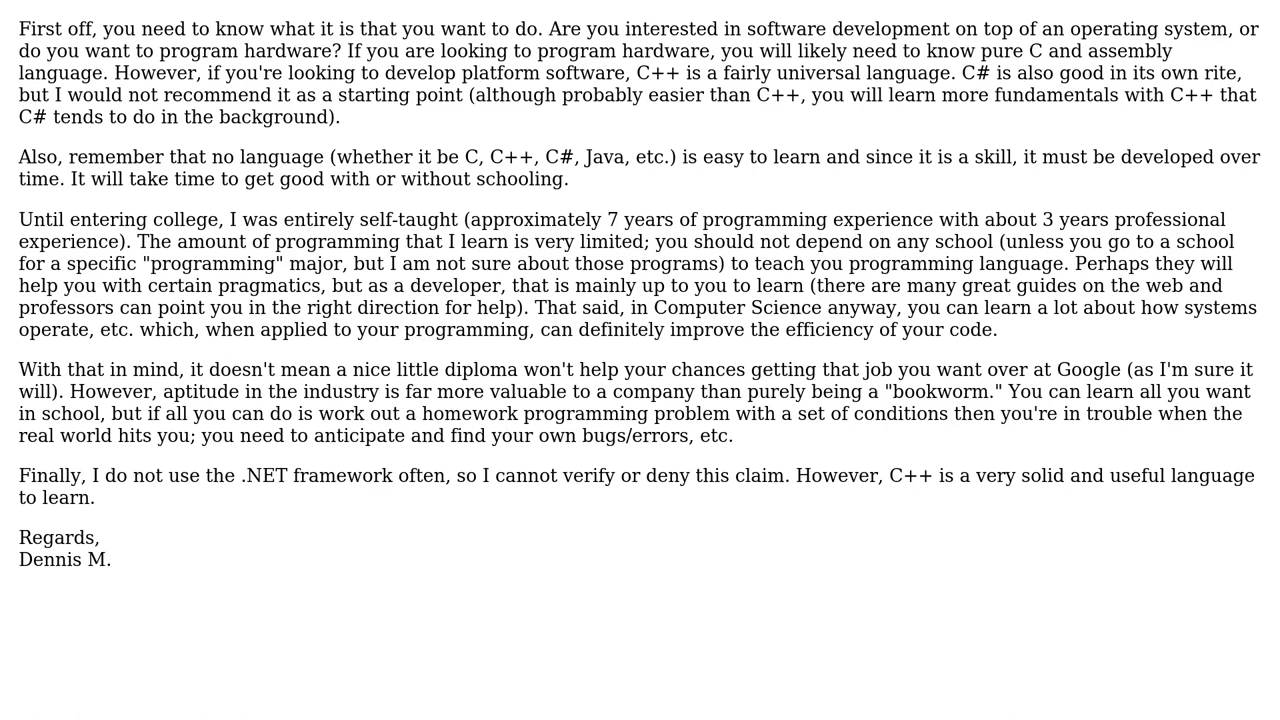 First off, you need to know what it is that you want to do. Are you interested in software development on top of an operating system, or
do you want to program hardware? If you are looking to program hardware, you will likely need to know pure C and assembly
language. However, if you're looking to develop platform software, C++ is a fairly universal language. C# is also good in its own rite,
but I would not recommend it as a starting point (although probably easier than C++, you will learn more fundamentals with C++ that
C# tends to do in the background).
Also, remember that no language (whether it be C, C++, C#, Java, etc.) is easy to learn and since it is a skill, it must be developed over
time. It will take time to get good with or without schooling.
Until entering college, I was entirely self-taught (approximately 7 years of programming experience with about 3 years professional
experience). The amount of programming that I learn is very limited; you should not depend on any school (unless you go to a school
for a specific "programming" major, but I am not sure about those programs) to teach you programming language. Perhaps they will
help you with certain pragmatics, but as a developer, that is mainly up to you to learn (there are many great guides on the web and
professors can point you in the right direction for help). That said, in Computer Science anyway, you can learn a lot about how systems
operate, etc. which, when applied to your programming, can definitely improve the efficiency of your code.
With that in mind, it doesn't mean a nice little diploma won't help your chances getting that job you want over at Google (as I'm sure it
will). However, aptitude in the industry is far more valuable to a company than purely being a "bookworm." You can learn all you want
in school, but if all you can do is work out a homework programming problem with a set of conditions then you're in trouble when the
real world hits you; you need to anticipate and find your own bugs/errors, etc.
Finally, I do not use the .NET framework often, so I cannot verify or deny this claim. However, C++ is a very solid and useful language
to learn.
Regards,
Dennis M.